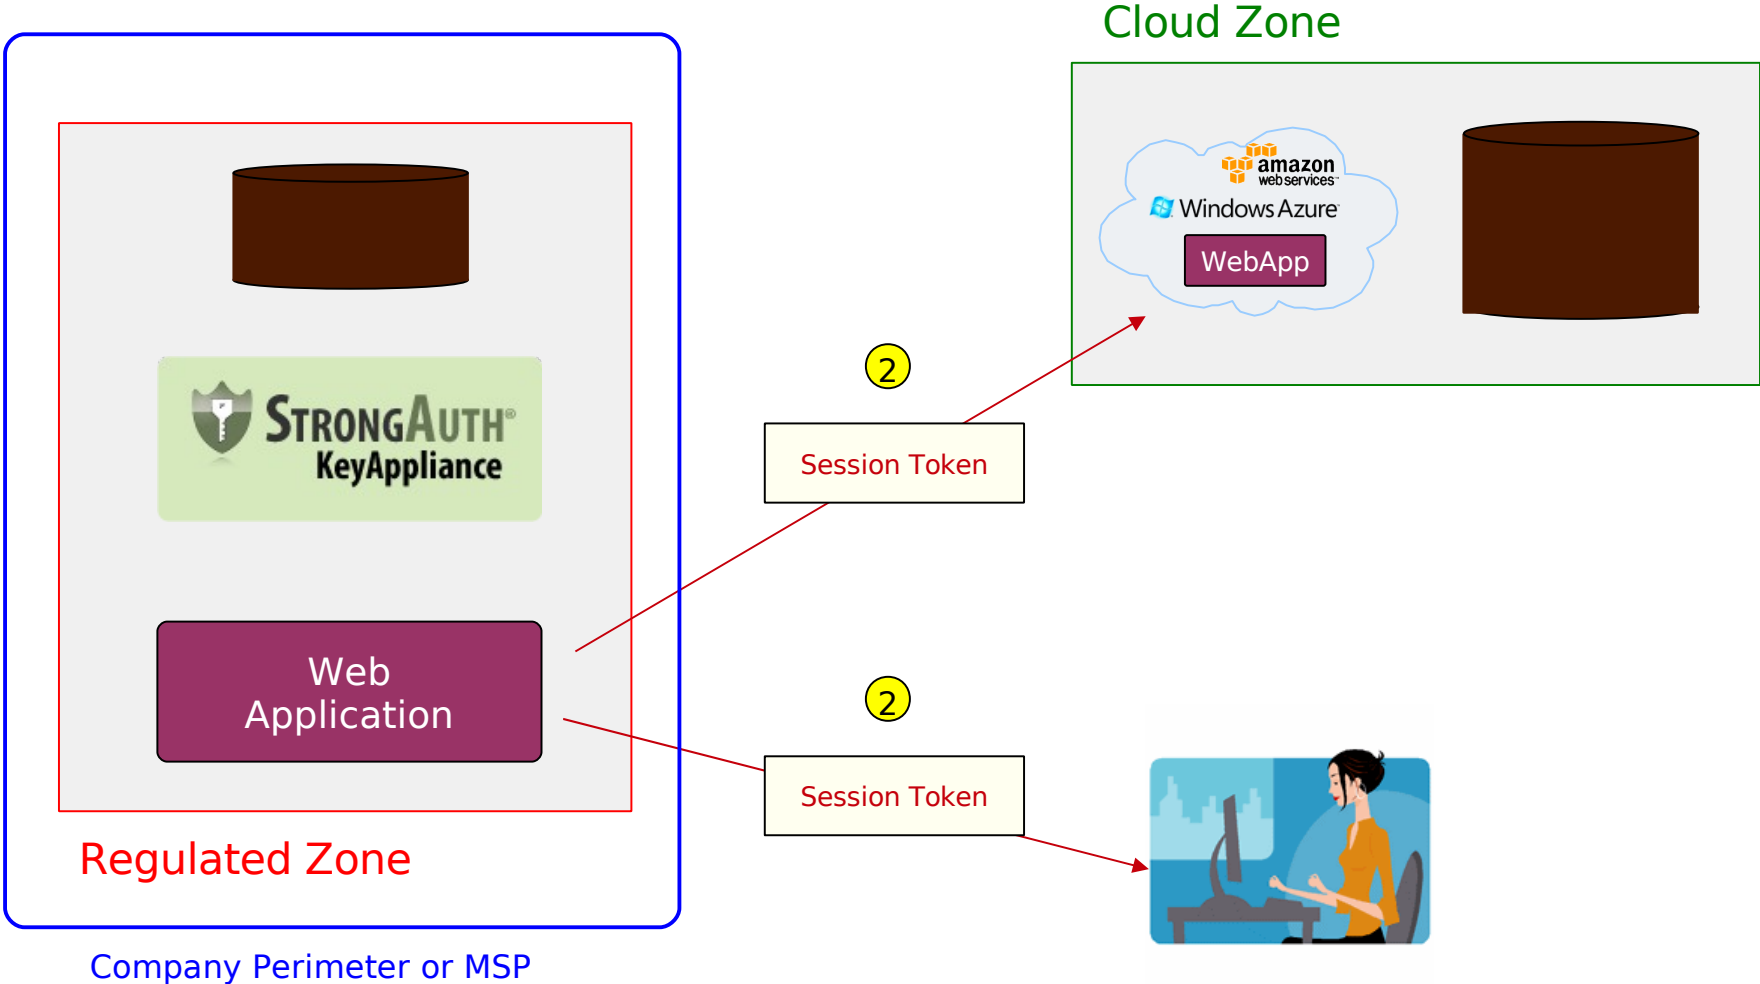 Cloud Zone
amazon
webservices™
Windows Azure
WebApp
2
STRONGAUTH®
KeyAppliance
Session Token
Web
Application
2
Session Token
Regulated Zone
Company Perimeter or MSP